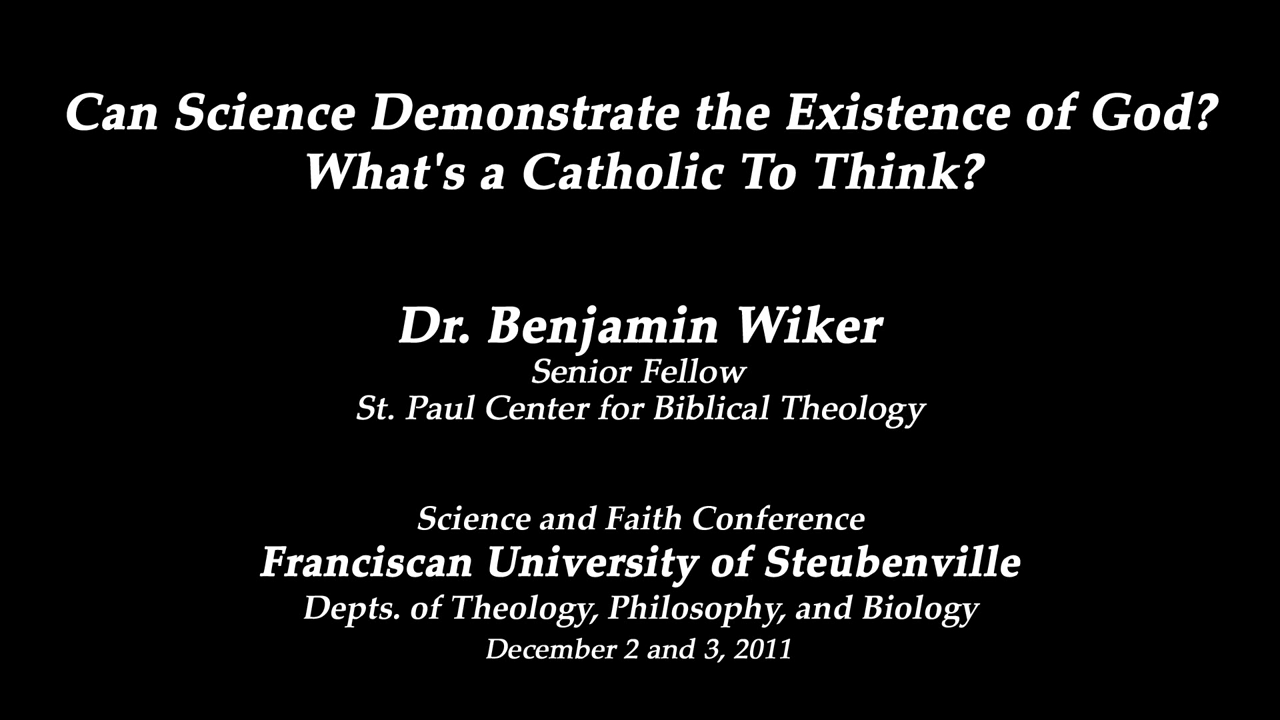 Can Science Demonstrate the Existence of God?
What's a Catholic To Think?
Dr. Benjamin Wiker
Senior Fellow
St. Paul Center for Biblical Theology
Science and Faith Conference
Franciscan University of Steubenville
Depts. of Theology, Philosophy, and Biology
December 2 and 3, 2011